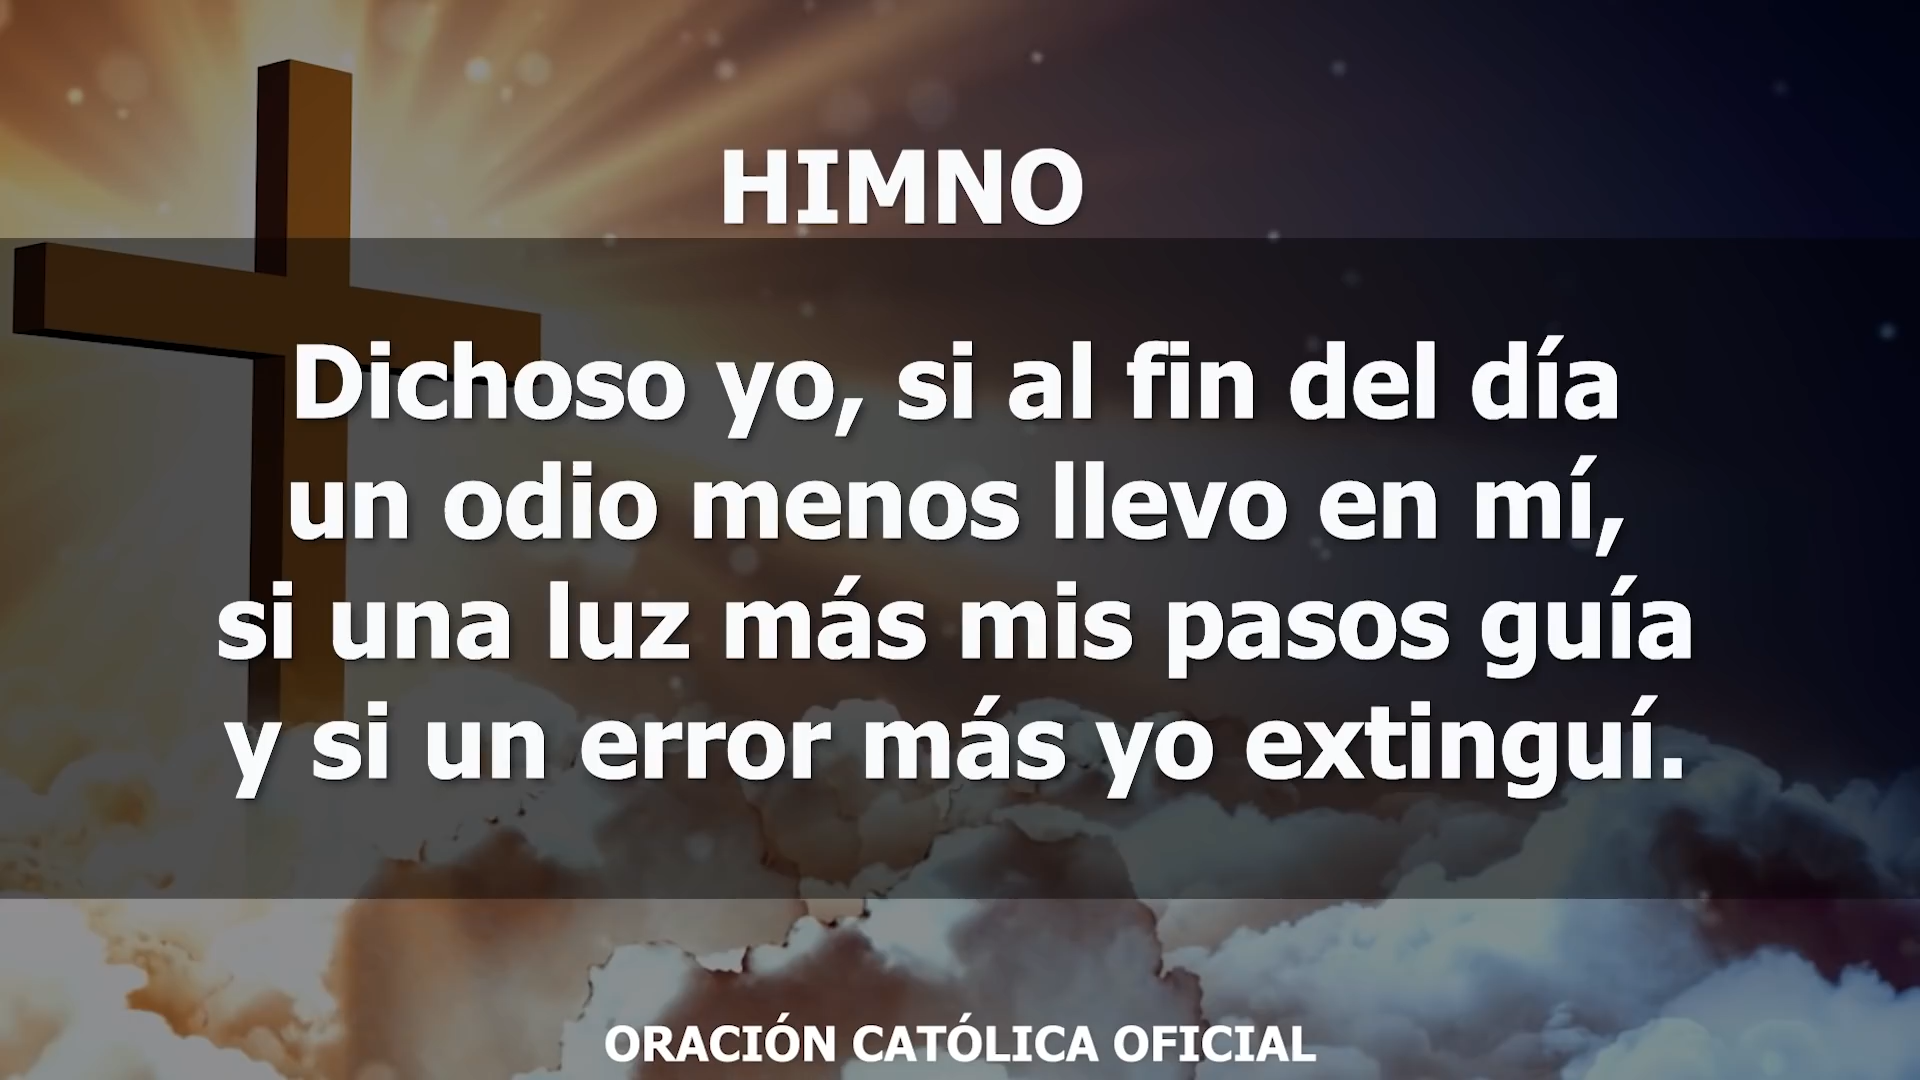 HIMNO
Dichoso yo, si al fin del día
un odio menos llevo en mí,
si una luz más mis pasos guía
y si un error más yo extinguí.
ORACIÓN CATÓLICA OFICIAL